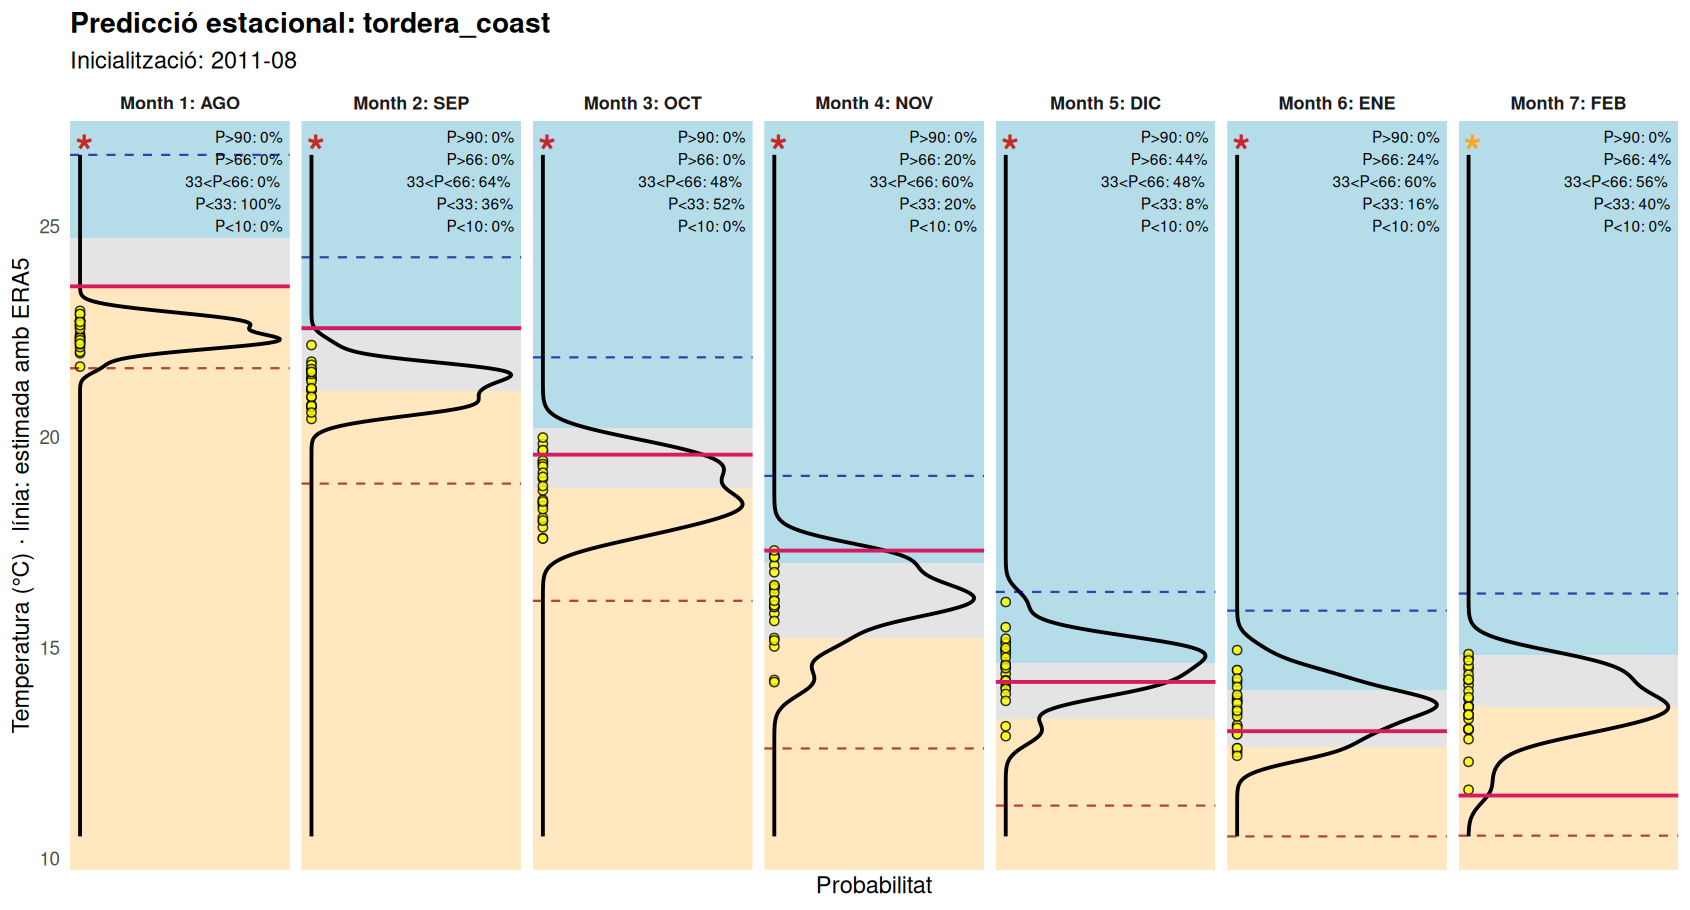 Predicció estacional: tordera_coast
Inicialització: 2011-08
Month 1: AGO
Month 2: SEP
Month 3: OCT
Month 4: NOV
Month 5: DIC
Month 6: ENE
Month 7: FEB
*
P>90: 0%
P>66: 0%
33<P<66: 0%
P<33: 100%
P<10: 0%
*
P>90: 0%
P>66: 0%
33<P<66: 64%
P<33: 36%
P<10: 0%
*
P>90: 0%
P>66: 0%
33<P<66: 48%
P<33: 52%
P<10: 0%
*
P>90: 0%
P>66: 20%
33<P<66: 60%
P<33: 20%
P<10: 0%
*
P>90: 0%
P>66: 44%
33<P<66: 48%
P<33: 8%
P<10: 0%
*
P>90: 0%
P>66: 24%
33<P<66: 60%
P<33: 16%
P<10: 0%
*
P>90: 0%
P>66: 4%
33<P<66: 56%
P<33: 40%
P<10: 0%
25
20
15
10
Temperatura (°C) · línia: estimada amb ERA5
Probabilitat